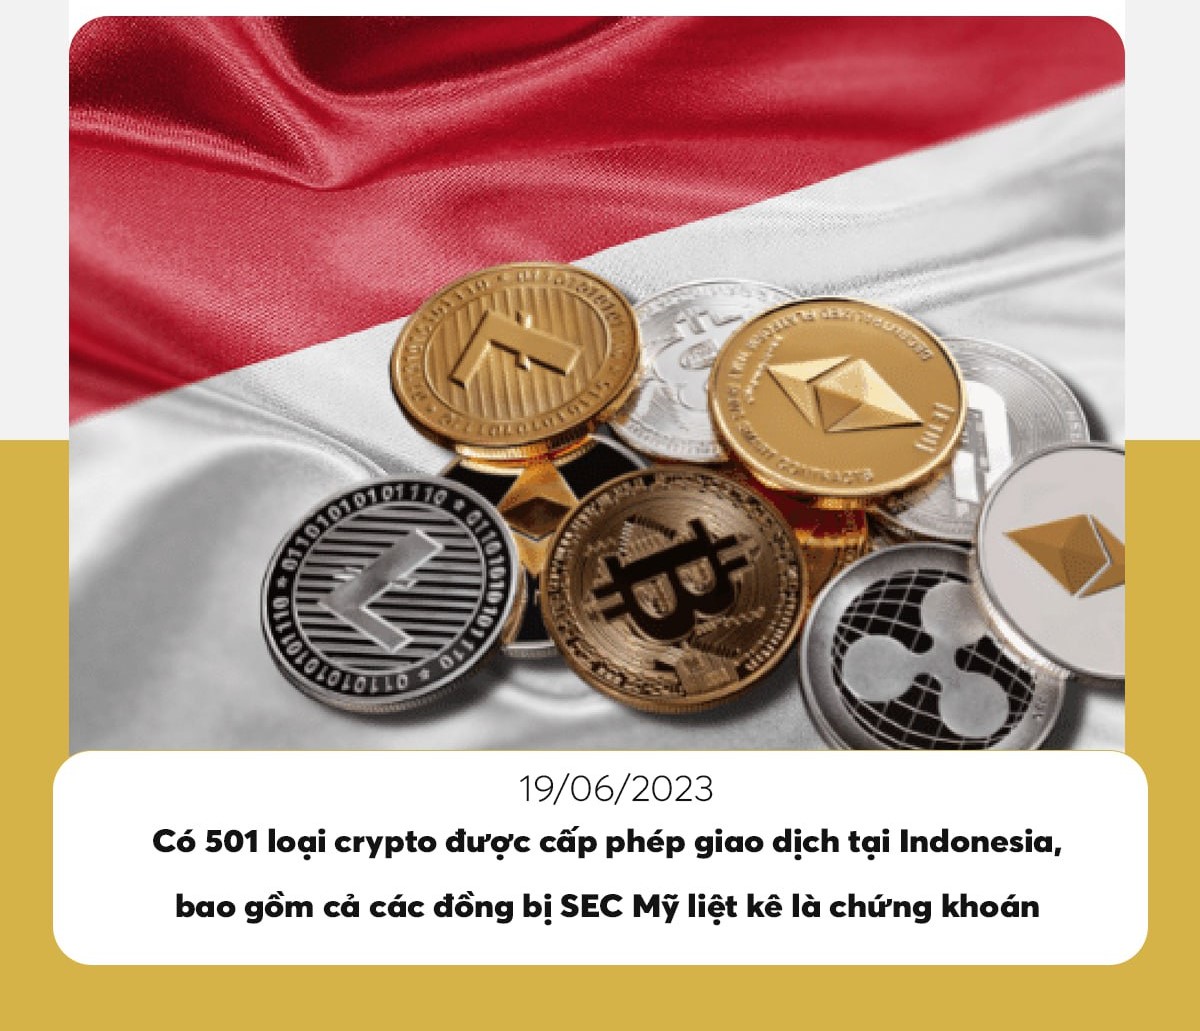 19/06/2023
Có 501 loại crypto được cấp phép giao dịch tại Indonesia,
bao gồm cả các đồng bị SEC Mỹ liệt kê là chứng khoán